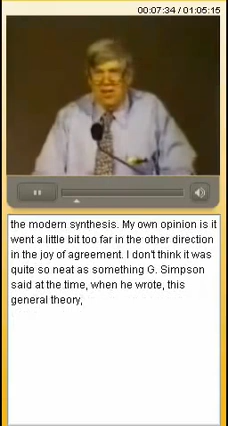 00:07:34 / 01:05:15
the modern synthesis. My own opinion is it
went a little bit too far in the other direction
in the joy of agreement. I don't think it was
quite so neat as something G. Simpson
said at the time, when he wrote, this
general theory,